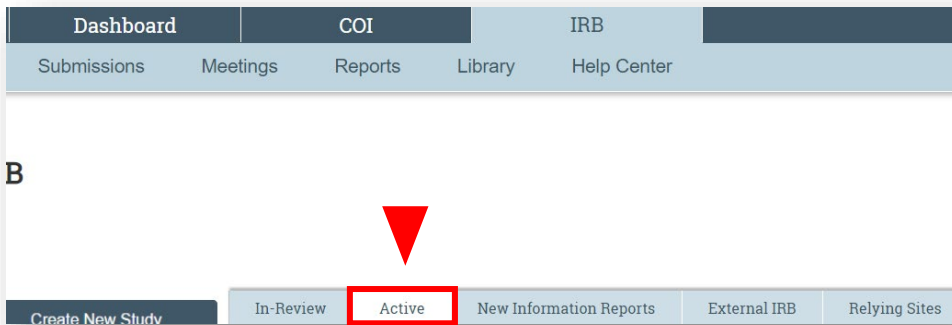 Dashboard COI IRB
Submissions Meetings Reports Library Help Center
B
In-Review Active New Information Reports External IRB Relying Sites
Create New Study